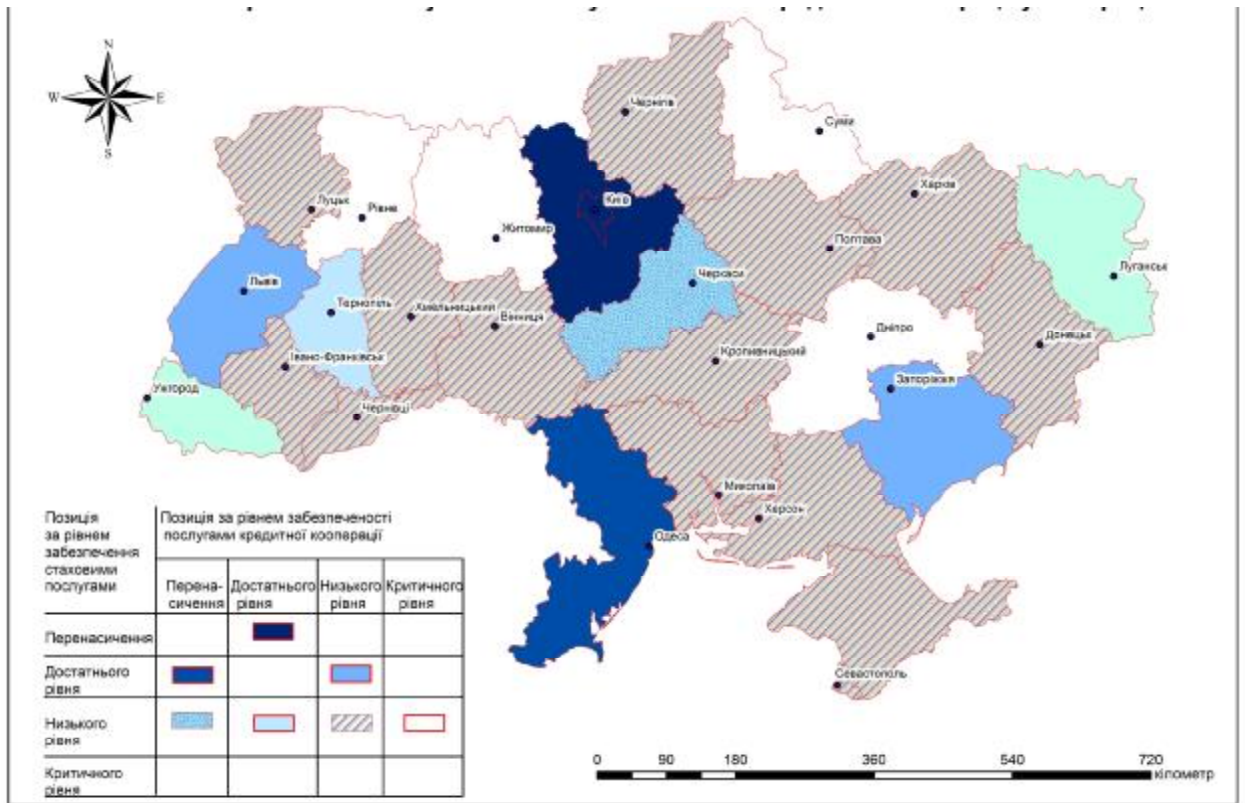 N
W E
S
Чернігів
Суми
Харків
Луцьк
Рівне
Київ
Житомир
Полтава
Луганськ
Львів
Черкаси
Тернопіль
Хмельницький
Вінниця
Дніпро
Донецьк
Івано-Франківськ
Кропивницький
Запоріжжя
Ужгород
Чернівці
Миколаїв
Херсон
Одеса
Севастополь
Позиція
за рівнем
забезпечення
стаховими
послугами
Позиція за рівнем забезпеченості
послугами кредитної кооперації
Перена-
сичення
Достатнього
рівня
Низького
рівня
Критичного
рівня
Перенасичення
Достатнього
рівня
Низького
рівня
Критичного
рівня
0 90 180 360 540 720
кілометр